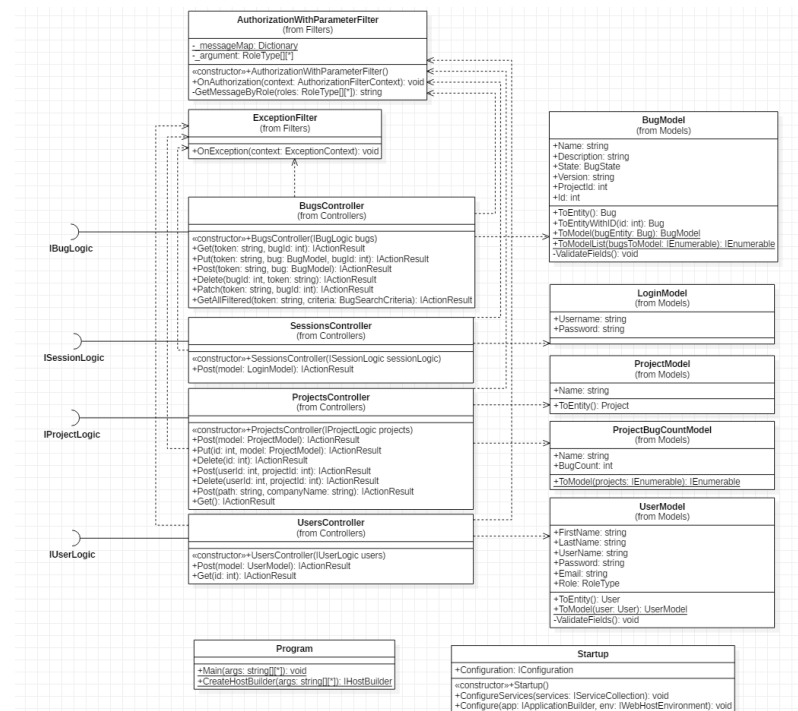 AuthorizationWithParameterFilter
(from Filters)
-_messageMap: Dictionary
-_argument: RoleType[][*]
«constructor»+AuthorizationWithParameterFilter()
+OnAuthorization(context: AuthorizationFilterContext): void
-GetMessageByRole(roles: RoleType[][*]): string
ExceptionFilter
(from Filters)
+OnException(context: ExceptionContext): void
BugsController
(from Controllers)
«constructor»+BugsController(IBugLogic bugs)
+Get(token: string, bugId: int): IActionResult
+Put(token: string, bug: BugModel, bugId: int): IActionResult
+Post(token: string, bug: BugModel): IActionResult
+Delete(bugId: int, token: string): IActionResult
+Patch(token: string, bugId: int): IActionResult
+GetAllFiltered(token: string, criteria: BugSearchCriteria): IActionResult
IBugLogic
BugModel
(from Models)
+Name: string
+Description: string
+State: BugState
+Version: string
+ProjectId: int
+Id: int
+ToEntity(): Bug
+ToEntityWithID(id: int): Bug
+ToModel(bugEntity: Bug): BugModel
+ToModelList(bugsToModel: IEnumerable): IEnumerable
-ValidateFields(): void
SessionsController
(from Controllers)
«constructor»+SessionsController(ISessionLogic sessionLogic)
+Post(model: LoginModel): IActionResult
ISessionLogic
LoginModel
(from Models)
+Username: string
+Password: string
ProjectsController
(from Controllers)
«constructor»+ProjectsController(IProjectLogic projects)
+Post(model: ProjectModel): IActionResult
+Put(id: int, model: ProjectModel): IActionResult
+Delete(id: int): IActionResult
+Post(userId: int, projectId: int): IActionResult
+Delete(userId: int, projectId: int): IActionResult
+Post(path: string, companyName: string): IActionResult
+Get(): IActionResult
IProjectLogic
ProjectModel
(from Models)
+Name: string
+ToEntity(): Project
ProjectBugCountModel
(from Models)
+Name: string
+BugCount: int
+ToModel(projects: IEnumerable): IEnumerable
UsersController
(from Controllers)
«constructor»+UsersController(IUserLogic users)
+Post(model: UserModel): IActionResult
+Get(id: int): IActionResult
IUserLogic
UserModel
(from Models)
+FirstName: string
+LastName: string
+UserName: string
+Password: string
+Email: string
+Role: RoleType
+ToEntity(): User
+ToModel(user: User): UserModel
-ValidateFields(): void
Program
+Main(args: string[][*]): void
+CreateHostBuilder(args: string[][*]): IHostBuilder
Startup
+Configuration: IConfiguration
«constructor»+Startup()
+ConfigureServices(services: IServiceCollection): void
+Configure(app: IApplicationBuilder, env: IWebHostEnvironment): void